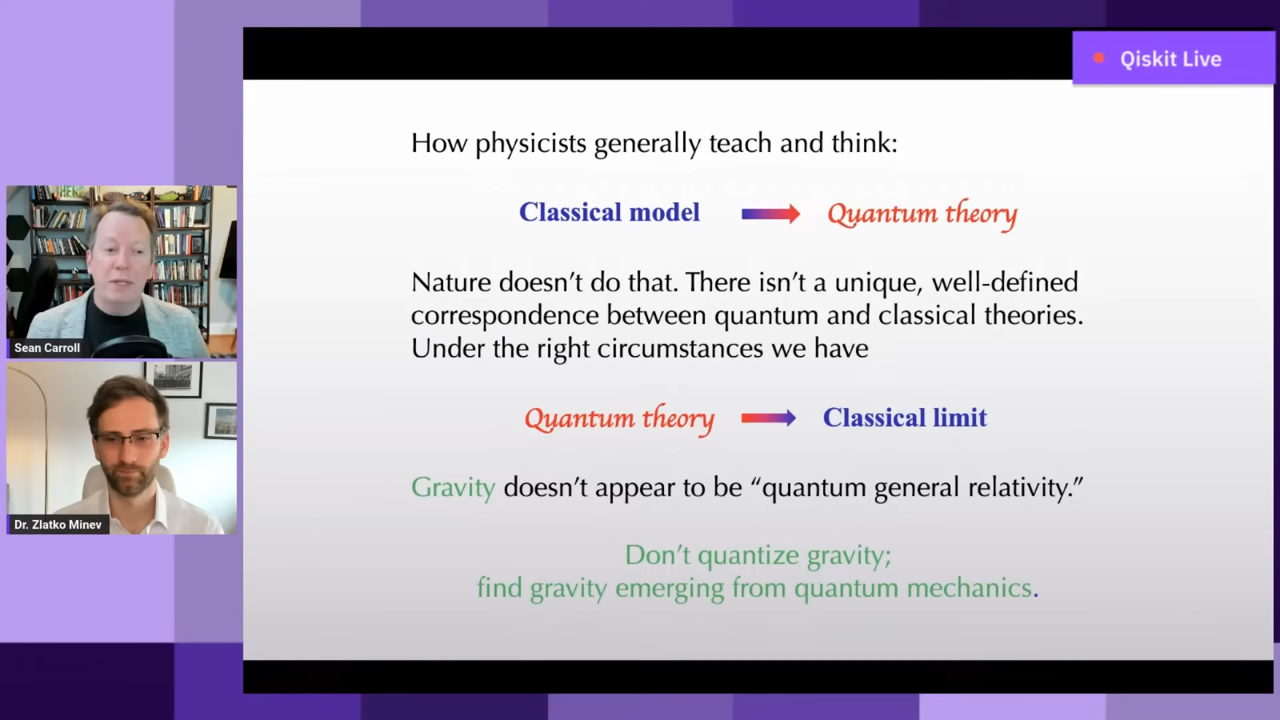 Qiskit Live
How physicists generally teach and think:
Classical model Quantum theory
Nature doesn’t do that. There isn’t a unique, well-defined
correspondence between quantum and classical theories.
Under the right circumstances we have
Quantum theory Classical limit
Gravity doesn’t appear to be “quantum general relativity.”
Don’t quantize gravity;
find gravity emerging from quantum mechanics.
Sean Carroll
Dr. Zlatko Minev